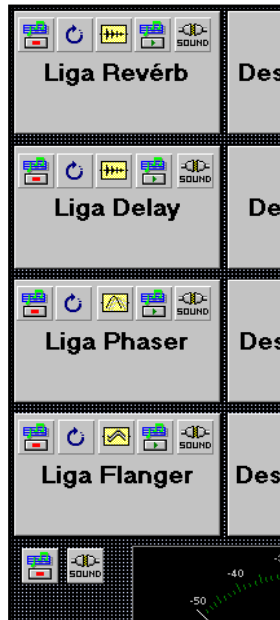 SOUND
Liga Revérb
Des
SOUND
Liga Delay
De
SOUND
Liga Phaser
Des
SOUND
Liga Flanger
Des
SOUND
-40
-50